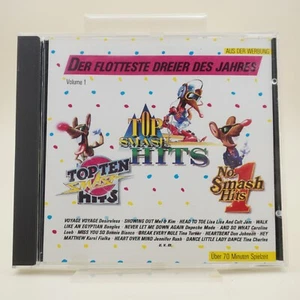 AUS DER WERBUNG
DER FLOTTESTE DREIER DES JAHRES
Volume 1
TOP
SMASH
HITS
TOP TEN
SMASH
HITS
No. 1
Smash
Hits
VOYAGE VOYAGE Desireless · SHOWING OUT Mel & Kim · HEAD TO TOE Lisa Lisa And Cult Jam · WALK
LIKE AN EGYPTIAN Bangles · NEVER LET ME DOWN AGAIN Depeche Mode · AND SO WHAT Caroline
Loeb · MISS YOU SO Bonnie Bianco · BREAK EVERY RULE Tina Turner · HEARTBEAT Don Johnson · HEY
MATTHEW Karel Fialka · HEART OVER MIND Jennifer Rush · DANCE LITTLE LADY DANCE Tina Charles
u. v. m.
Über 70 Minuten Spielzeit